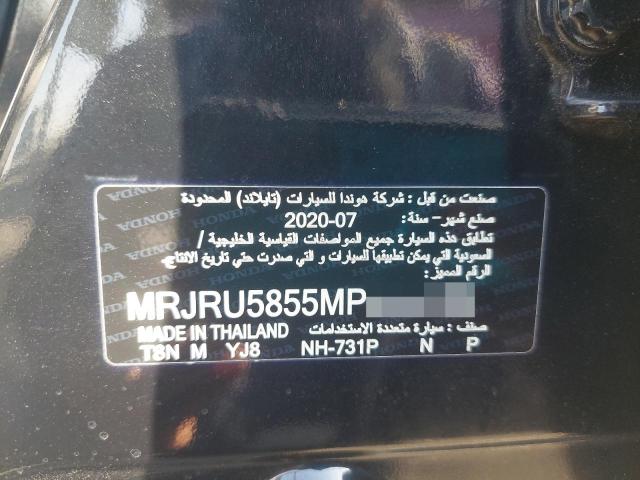 صنعت من قبل : شركة هوندا للسيارات (تايلاند) المحدودة
صنع شهر - سنة : 2020-07
تطابق هذه السيارة جميع المواصفات القياسية الخليجية /
السعودية التي يمكن تطبيقها للسيارات و التي صدرت حتى تاريخ الانتاج.
الرقم المميز :
MRJRU5855MP
MADE IN THAILAND صنف : سيارة متعددة الاستخدامات
T8N M YJ8 NH-731P N P